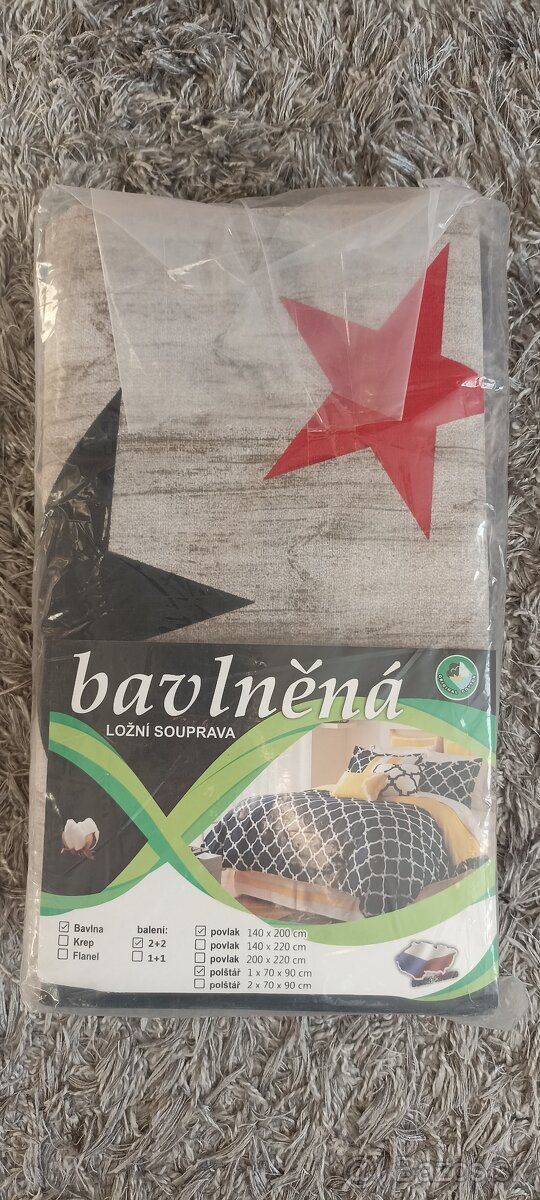 bavlněná
LOŽNÍ SOUPRAVA
Bavlna
Krep
Flanel
balení:
2+2
1+1
povlak 140 x 200 cm
povlak 140 x 220 cm
povlak 200 x 220 cm
polštář 1 x 70 x 90 cm
polštář 2 x 70 x 90 cm
Bazoš